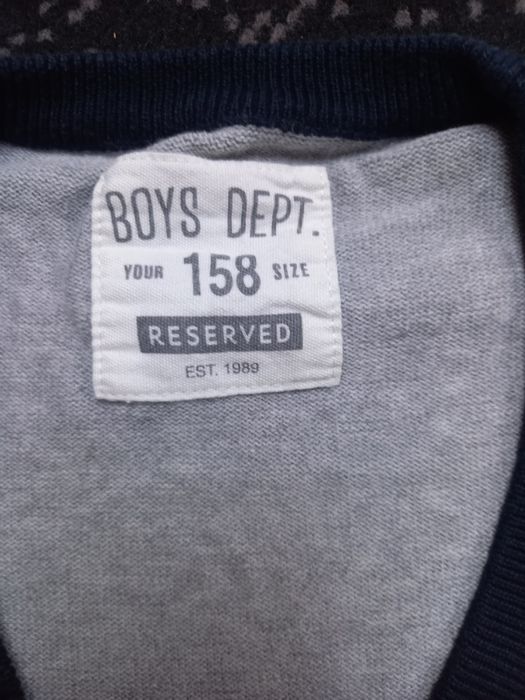 BOYS DEPT.
YOUR 158 SIZE
RESERVED
EST. 1989